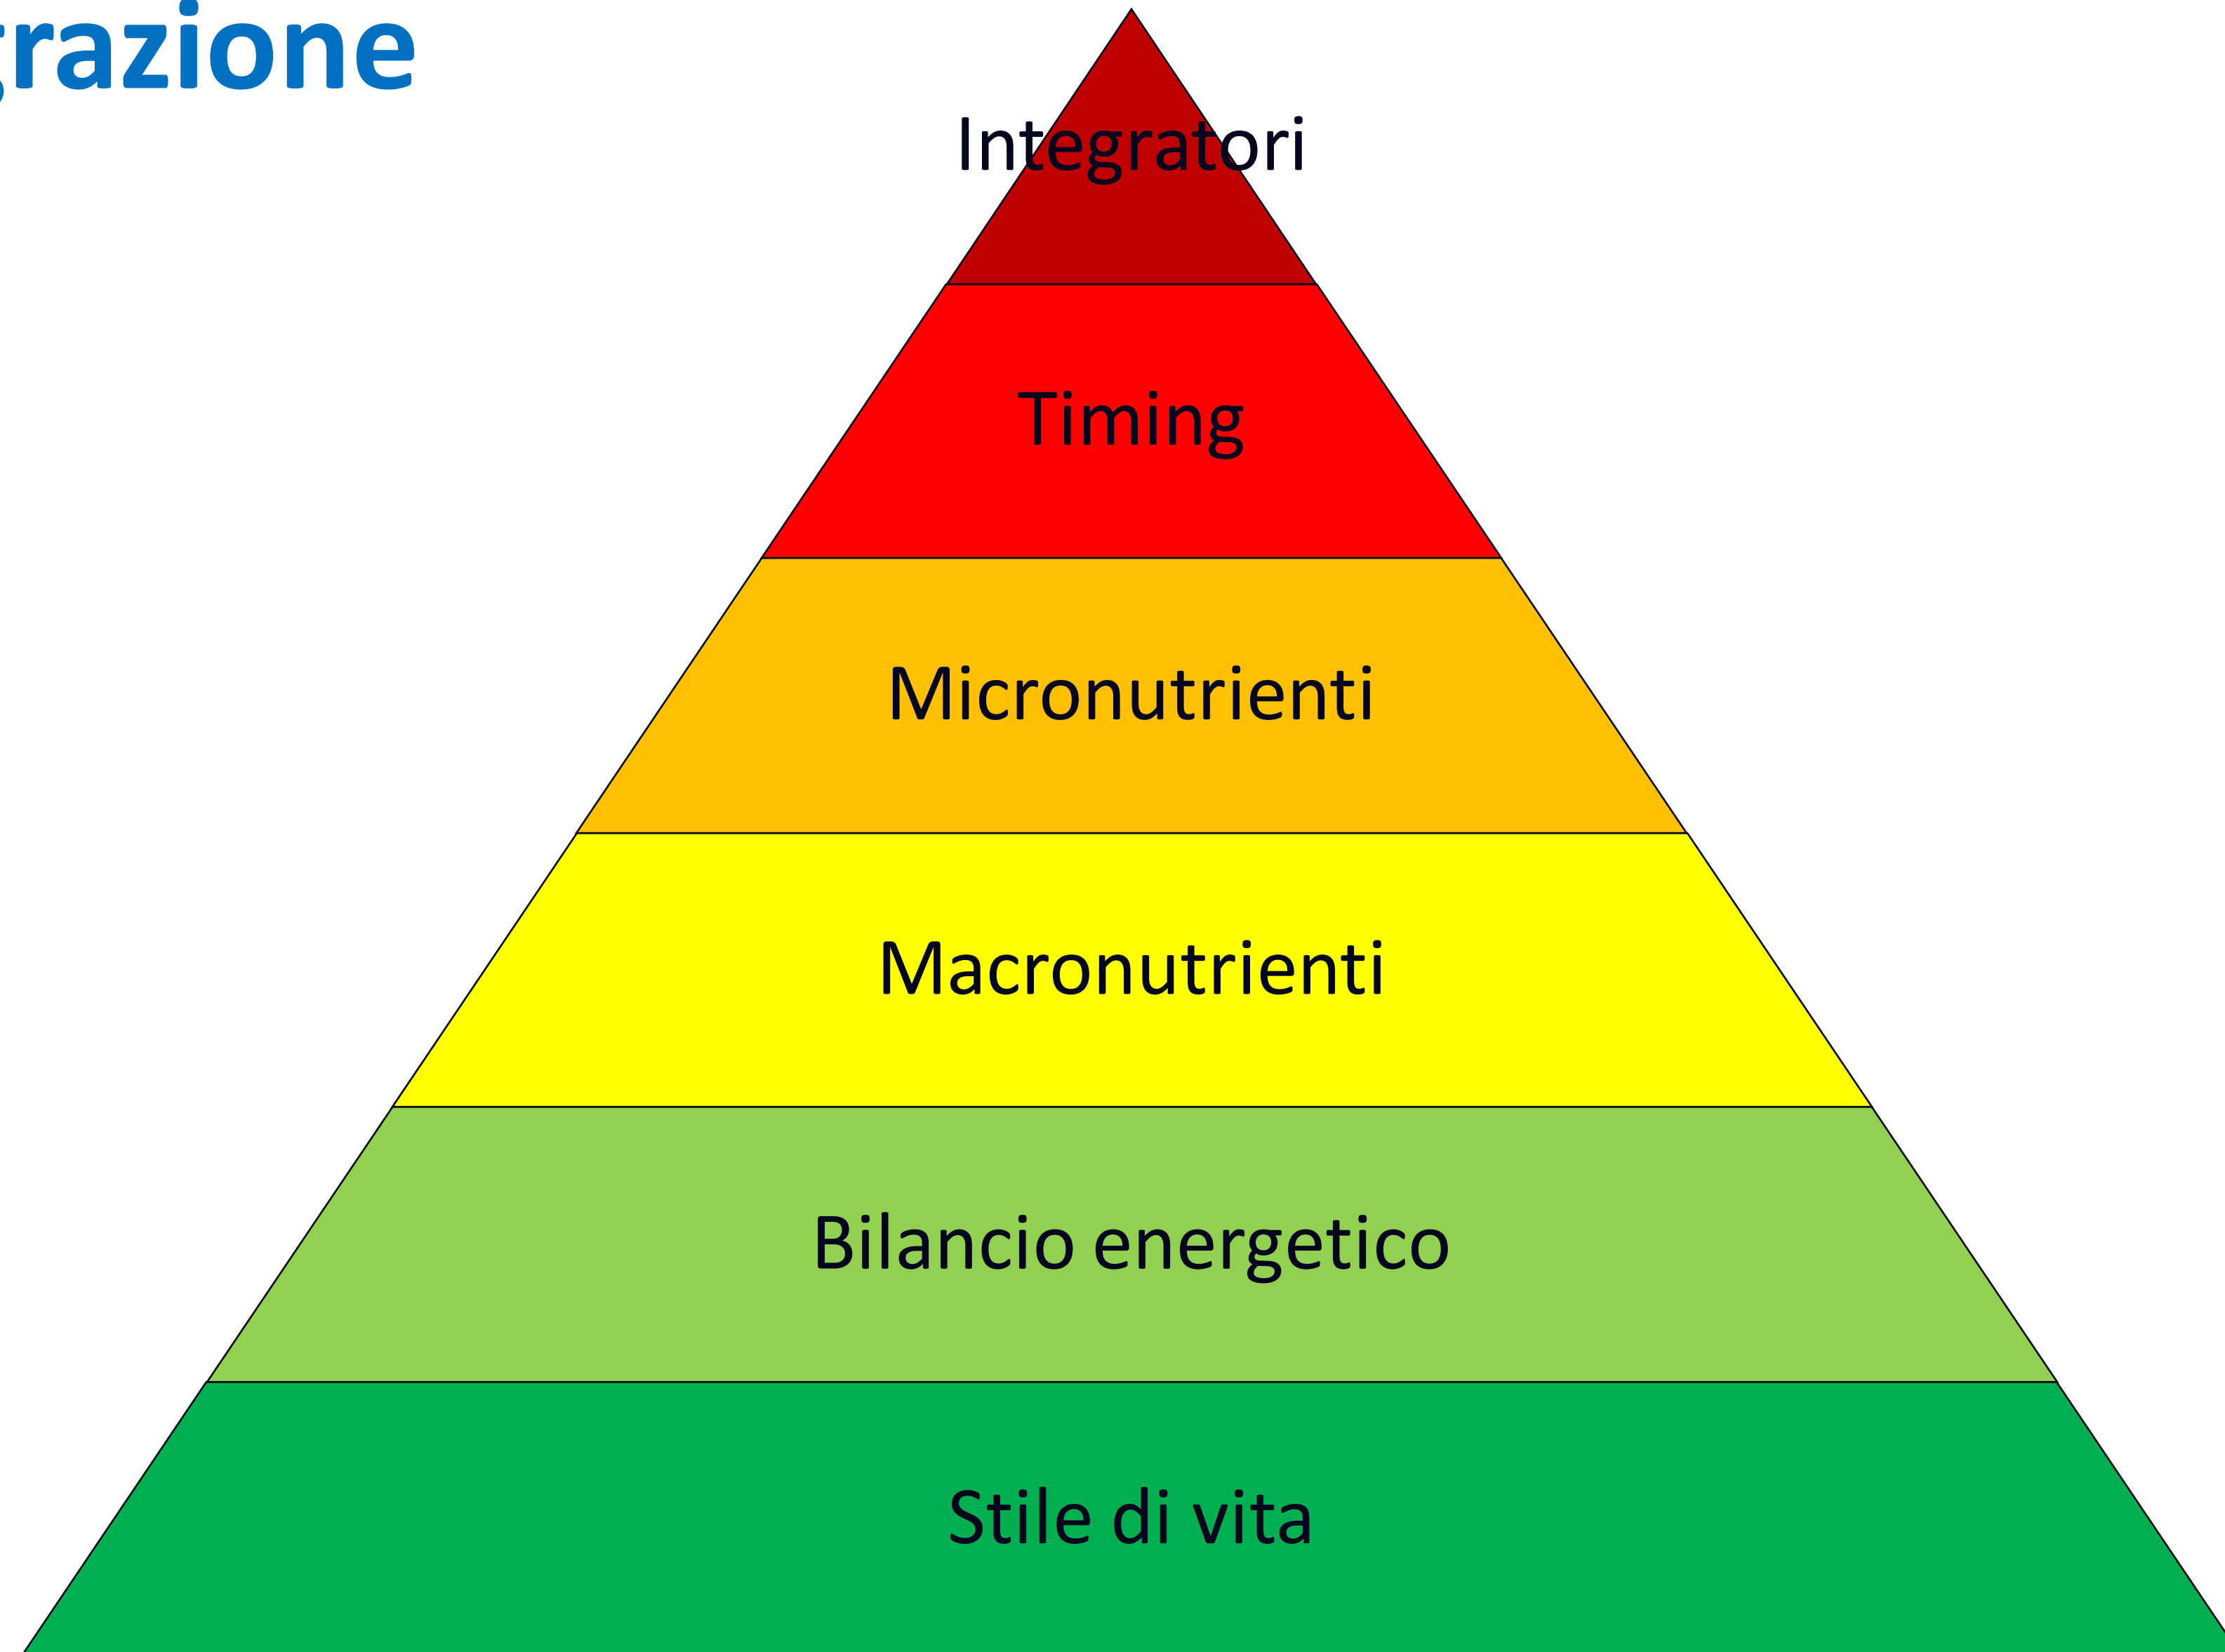 grazione
Integratori
Timing
Micronutrienti
Macronutrienti
Bilancio energetico
Stile di vita